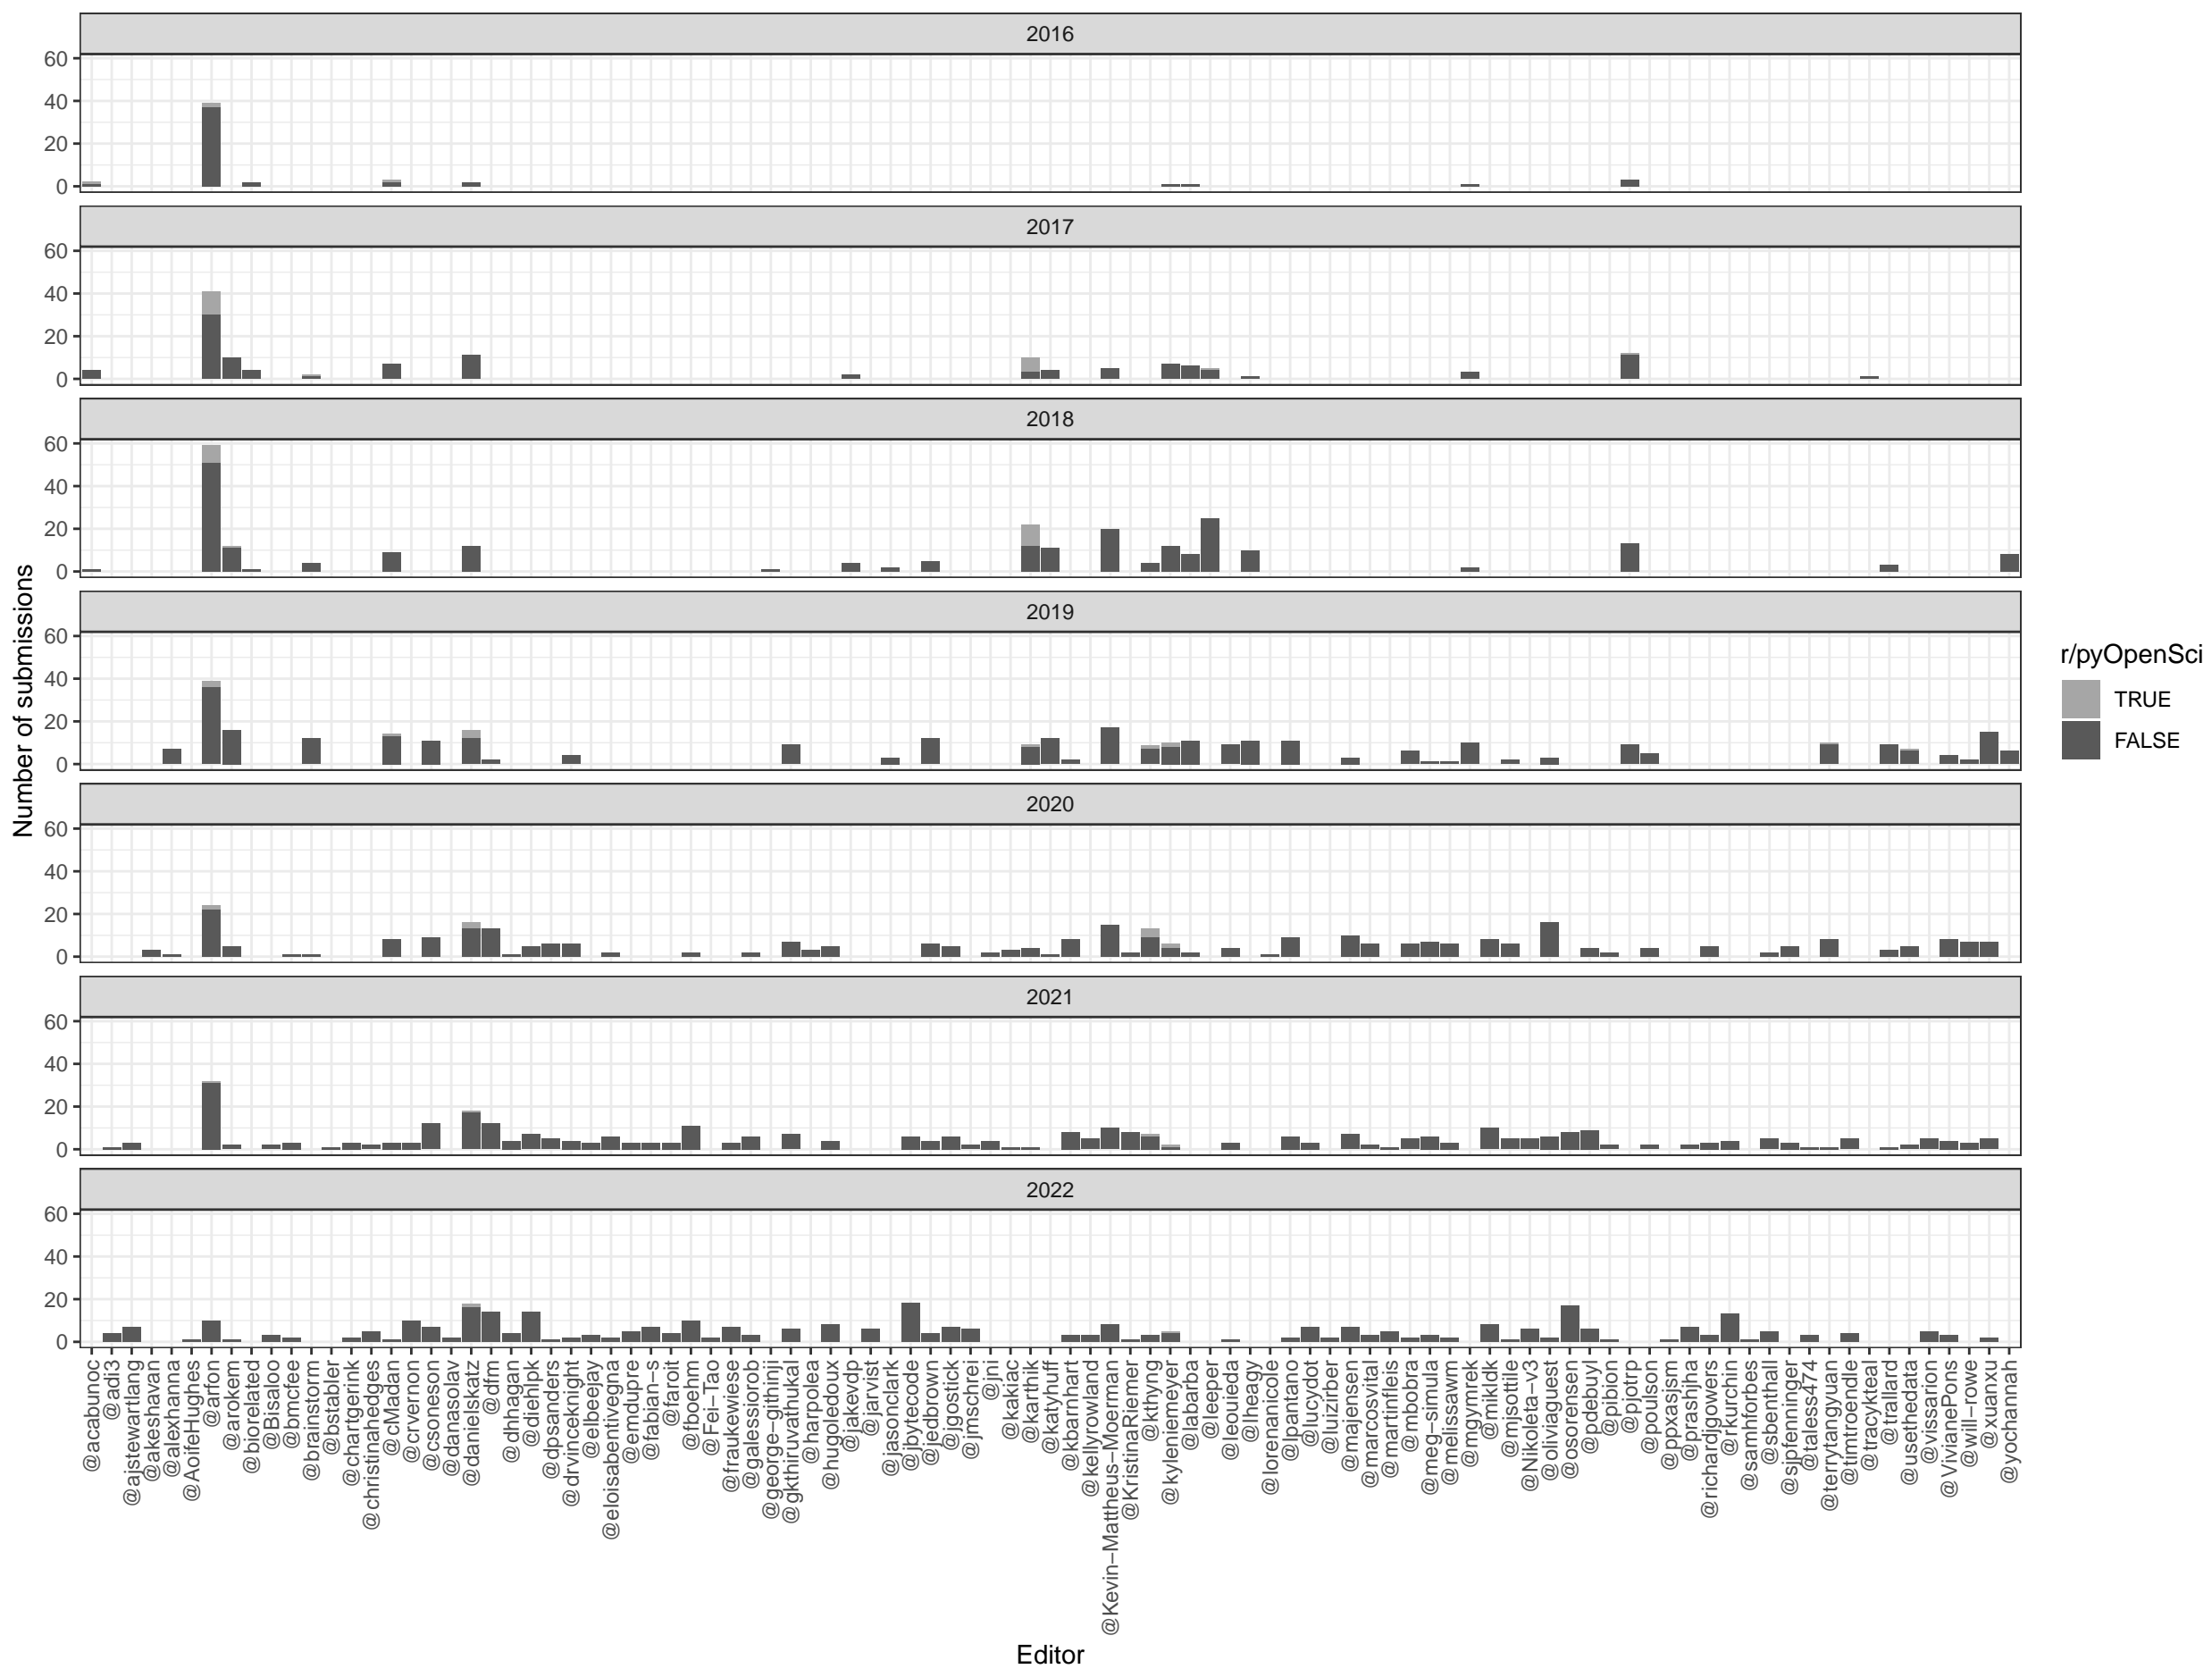 2016
60
40
20
0
2017
60
40
20
0
2018
60
40
20
0
2019
60
40
20
0
2020
60
40
20
0
2021
60
40
20
0
2022
60
40
20
0
Number of submissions
@acabunoc
@adi3
@ajstewartlang
@akeshavan
@alexhanna
@AoifeHughes
@arfon
@arokem
@biorelated
@Bisaloo
@bmcfee
@brainstorm
@bstabler
@chartgerink
@christinahedges
@cMadan
@crvernon
@csoneson
@danasolav
@danielskatz
@dfm
@dhhagan
@diehlpk
@dpsanders
@drvinceknight
@elbeejay
@eloisabentivegna
@emdupre
@fabian−s
@faroit
@fboehm
@Fei−Tao
@fraukewiese
@galessiorob
@george−githinji
@gkthiruvathukal
@harpolea
@hugoledoux
@jakevdp
@jarvist
@jasonclark
@jbytecode
@jedbrown
@jgostick
@jmschrei
@jni
@kakiac
@karthik
@katyhuff
@kbarnhart
@kellyrowland
@Kevin−Mattheus−Moerman
@KristinaRiemer
@kthyng
@kyleniemeyer
@labarba
@leeper
@leouieda
@lheagy
@lorenanicole
@lpantano
@lucydot
@luizirber
@majensen
@marcosvital
@martinfleis
@mbobra
@meg−simula
@melissawm
@mgymrek
@mikldk
@mjsottile
@Nikoleta−v3
@oliviaguest
@osorensen
@pdebuyl
@pibion
@pjotrp
@poulson
@ppxasjsm
@prashjha
@richardjgowers
@rkurchin
@samhforbes
@sbenthall
@sjpfenninger
@taless474
@terrytangyuan
@timtroendle
@tracykteal
@trallard
@usethedata
@vissarion
@VivianePons
@will−rowe
@xuanxu
@yochannah
Editor
r/pyOpenSci
TRUE
FALSE